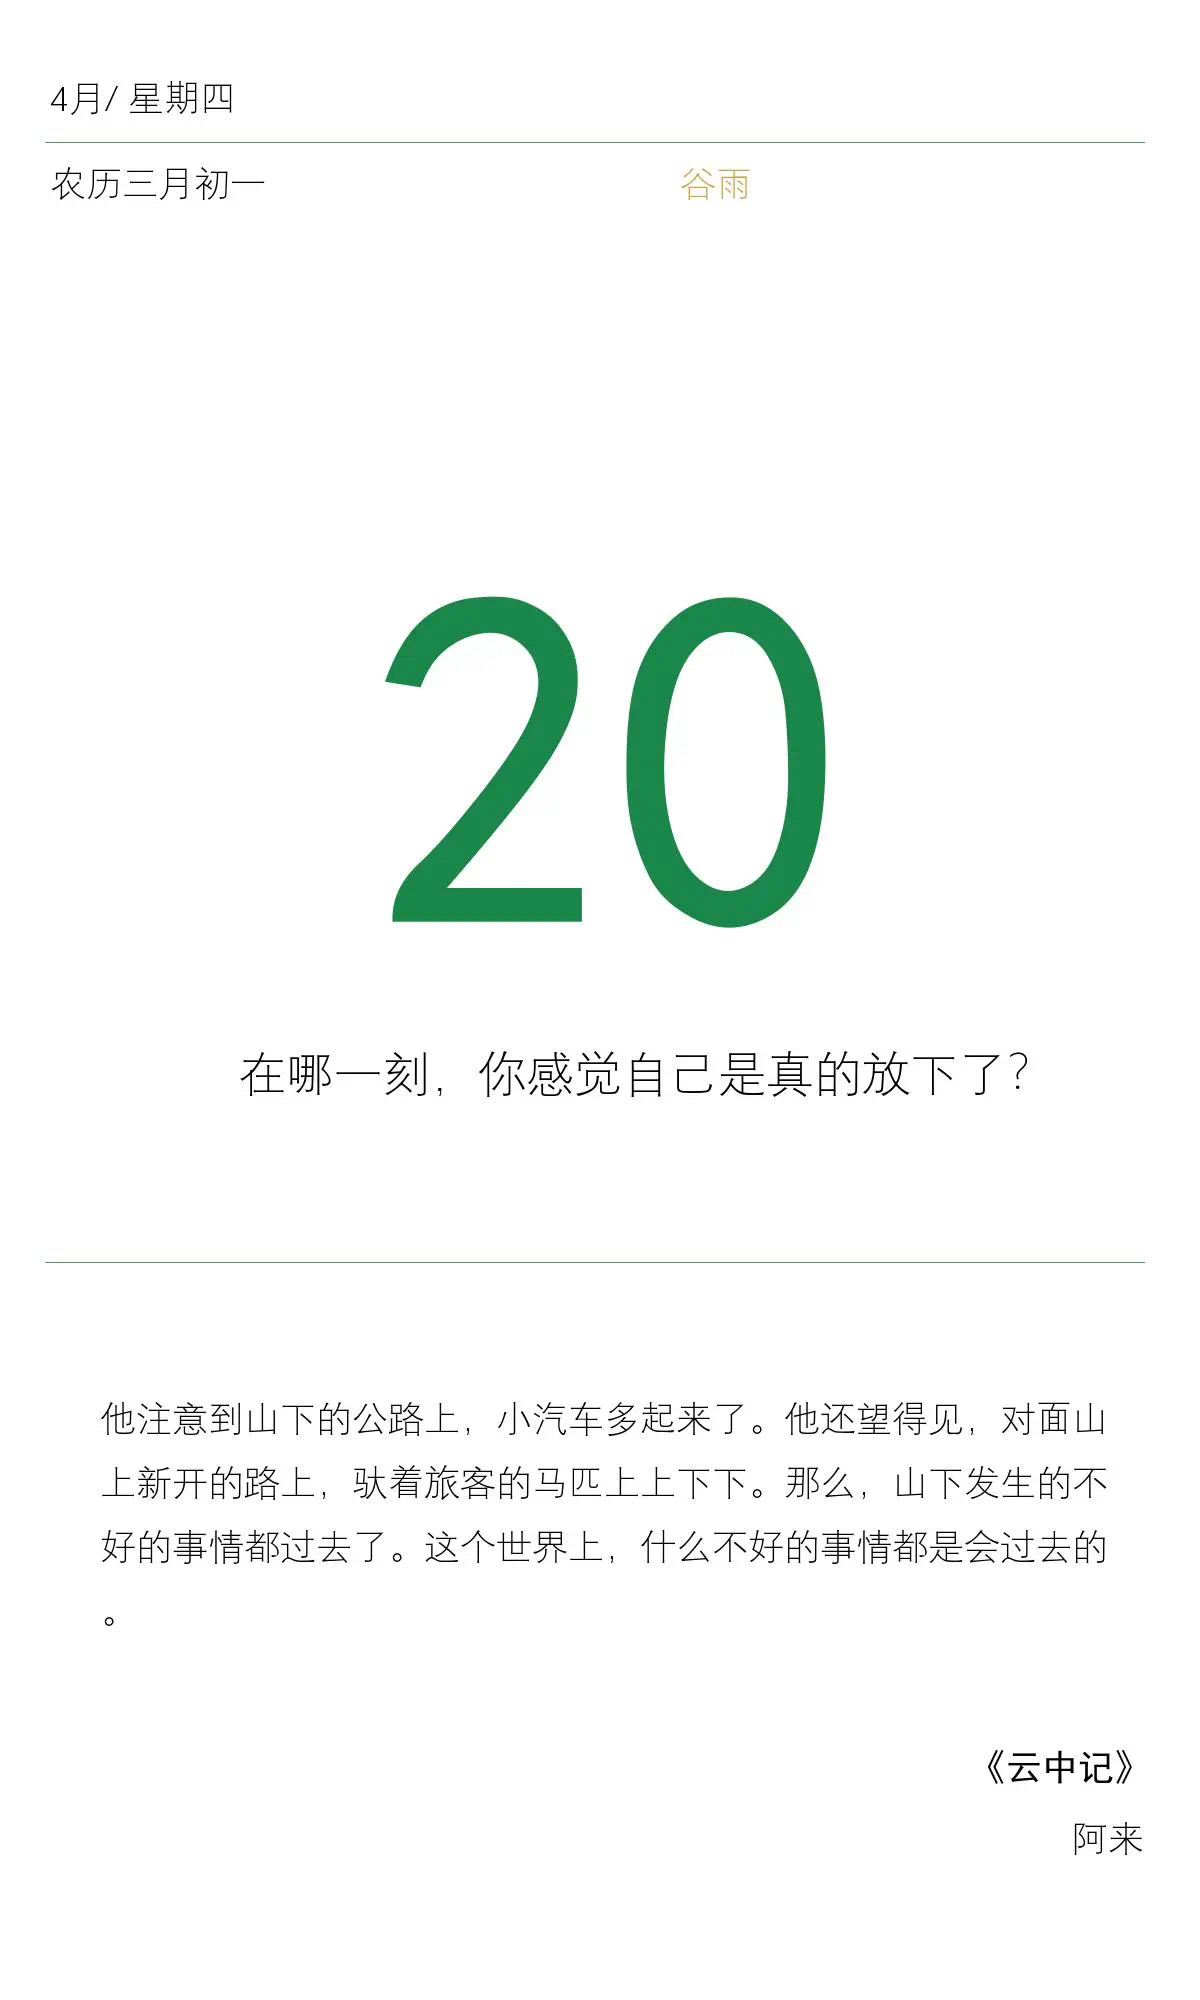 4月/ 星期四
农历三月初一
谷雨
20
在哪一刻，你感觉自己是真的放下了？
他注意到山下的公路上，小汽车多起来了。他还望得见，对面山
上新开的路上，驮着旅客的马匹上上下下。那么，山下发生的不
好的事情都过去了。这个世界上，什么不好的事情都是会过去的
。
《云中记》
阿来